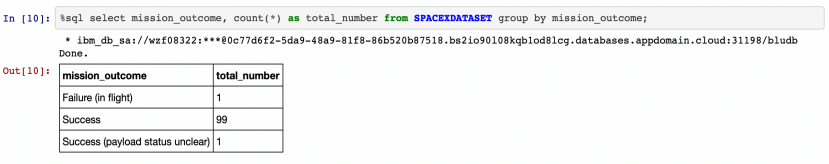 In [10]: %sql select mission_outcome, count(*) as total_number from SPACEXDATASET group by mission_outcome;
* ibm_db_sa://wzf08322:***@0c77d6f2-5da9-48a9-81f8-86b520b87518.bs2io90l08kqb1od8lcg.databases.appdomain.cloud:31198/bludb
Done.
Out[10]: mission_outcome total_number
Failure (in flight) 1
Success 99
Success (payload status unclear) 1